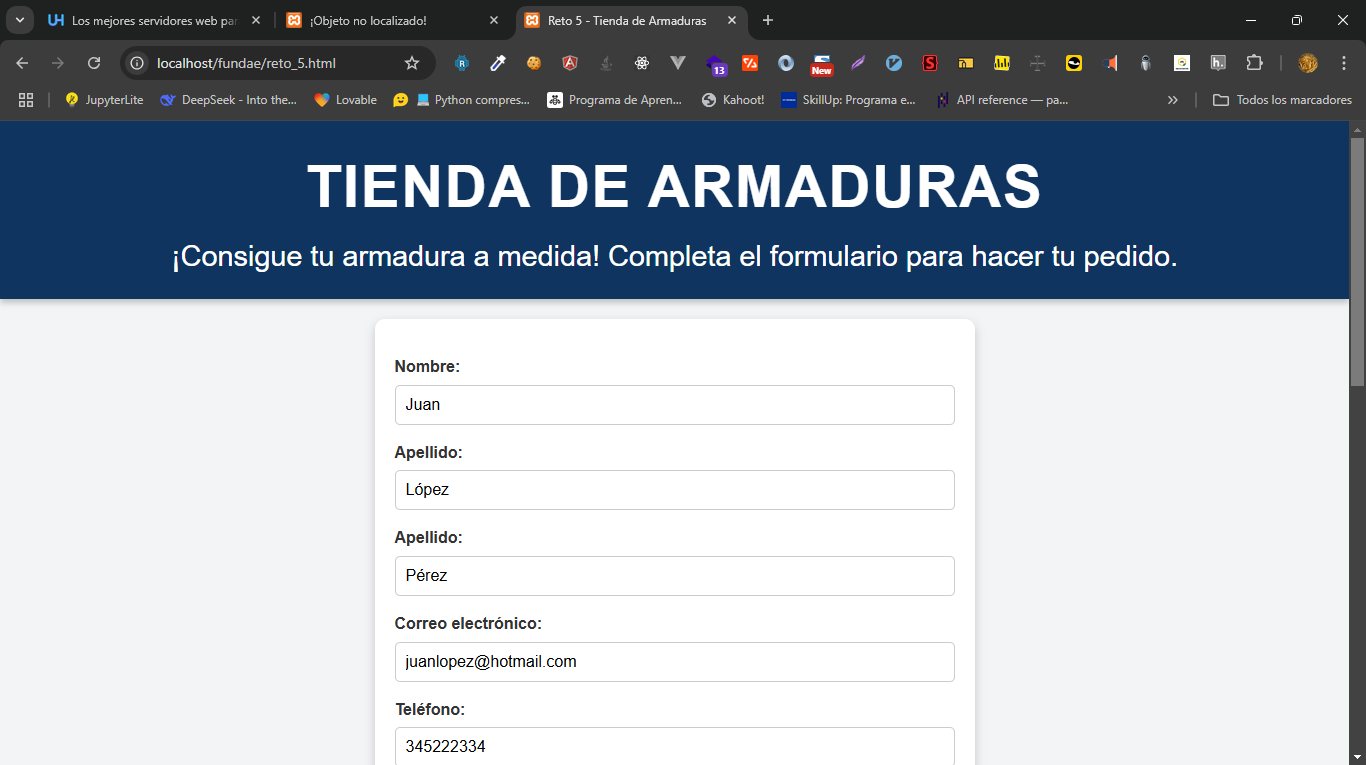 Los mejores servidores web par
¡Objeto no localizado!
Reto 5 - Tienda de Armaduras
localhost/fundae/reto_5.html
13
New
JupyterLite
DeepSeek - Into the...
Lovable
Python compres...
Programa de Apren...
Kahoot!
SkillUp: Programa e...
API reference — pa...
Todos los marcadores
TIENDA DE ARMADURAS
¡Consigue tu armadura a medida! Completa el formulario para hacer tu pedido.
Nombre:
Juan
Apellido:
López
Apellido:
Pérez
Correo electrónico:
juanlopez@hotmail.com
Teléfono:
345222334